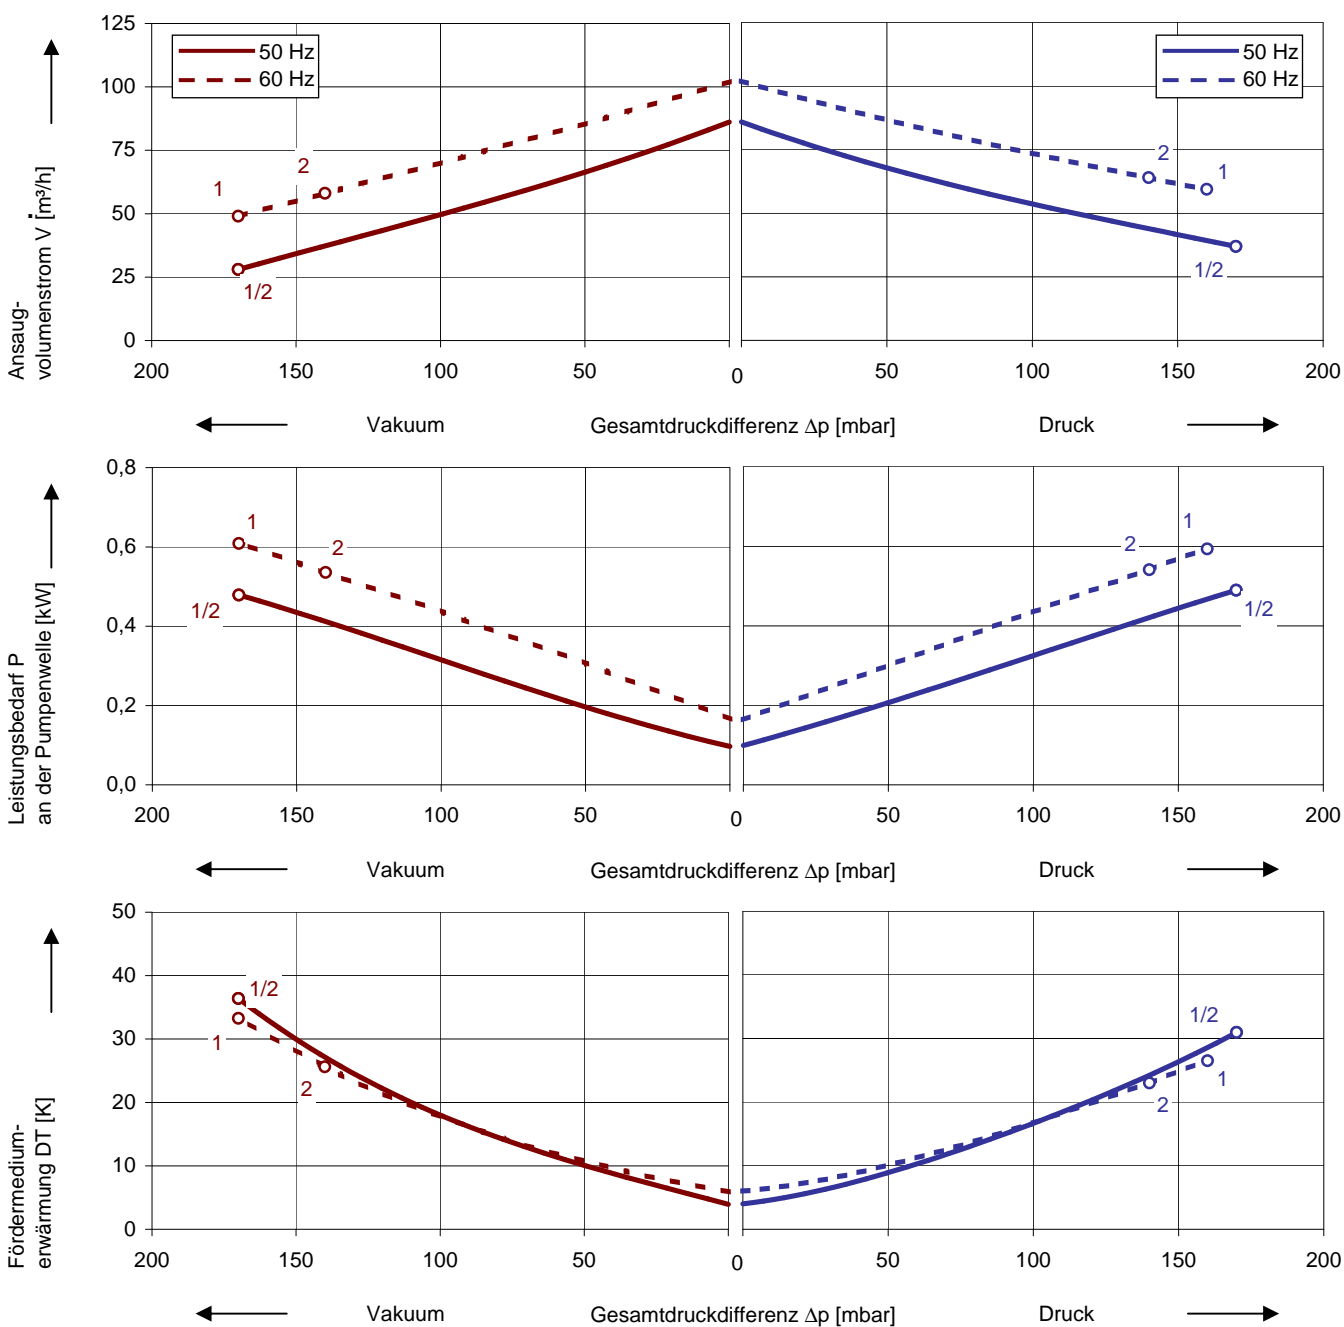 125
100
75
50
25
0
50 Hz
60 Hz
50 Hz
60 Hz
1
2
1/2
2
1
1/2
Ansaug-
volumenstrom V̇ [m³/h]
200 150 100 50 0 50 100 150 200
Vakuum Gesamtdruckdifferenz Δp [mbar] Druck
0,8
0,6
0,4
0,2
0,0
1
2
1/2
1
2
1/2
Leistungsbedarf P
an der Pumpenwelle [kW]
200 150 100 50 0 50 100 150 200
Vakuum Gesamtdruckdifferenz Δp [mbar] Druck
50
40
30
20
10
0
1/2
1
2
1/2
1
2
Fördermedium-
erwärmung DT [K]
200 150 100 50 0 50 100 150 200
Vakuum Gesamtdruckdifferenz Δp [mbar] Druck